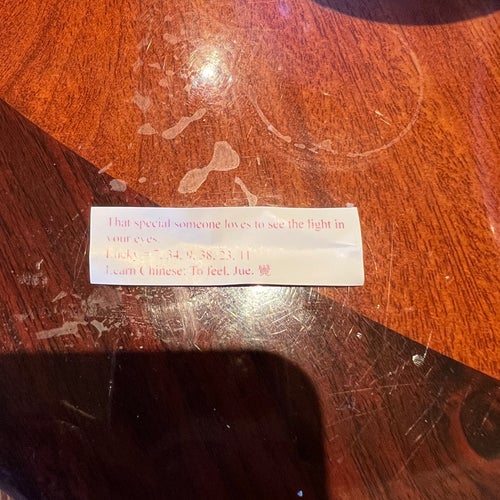 That special someone loves to see the light in
your eyes.
Lucky 34, 9, 38, 23, 11
Learn Chinese: To feel. Jue. 覺